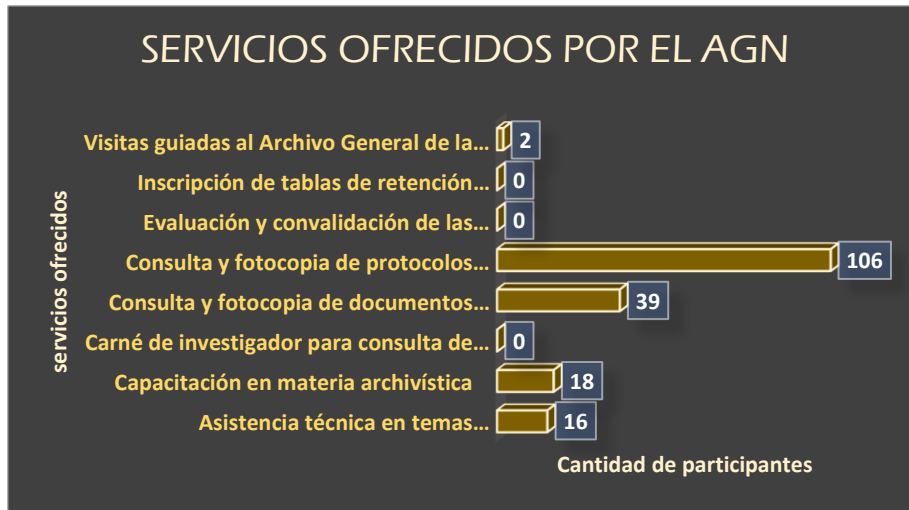 SERVICIOS OFRECIDOS POR EL AGN
servicios ofrecidos
Visitas guiadas al Archivo General de la... 2
Inscripción de tablas de retención... 0
Evaluación y convalidación de las... 0
Consulta y fotocopia de protocolos... 106
Consulta y fotocopia de documentos... 39
Carné de investigador para consulta de... 0
Capacitación en materia archivística 18
Asistencia técnica en temas... 16
Cantidad de participantes